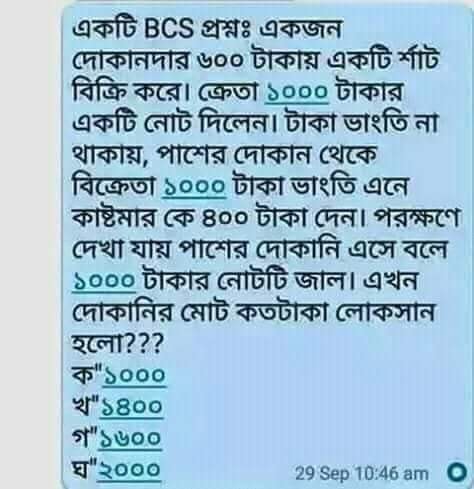 একটি BCS প্রশ্নঃ একজন
দোকানদার ৬০০ টাকায় একটি র্শাট
বিক্রি করে। ক্রেতা ১০০০ টাকার
একটি নোট দিলেন। টাকা ভাংতি না
থাকায়, পাশের দোকান থেকে
বিক্রেতা ১০০০ টাকা ভাংতি এনে
কাষ্টমার কে ৪০০ টাকা দেন। পরক্ষণে
দেখা যায় পাশের দোকানি এসে বলে
১০০০ টাকার নোটটি জাল। এখন
দোকানির মোট কতটাকা লোকসান
হলো???
ক"১০০০
খ"১৪০০
গ"১৬০০
ঘ"২০০০
29 Sep 10:46 am